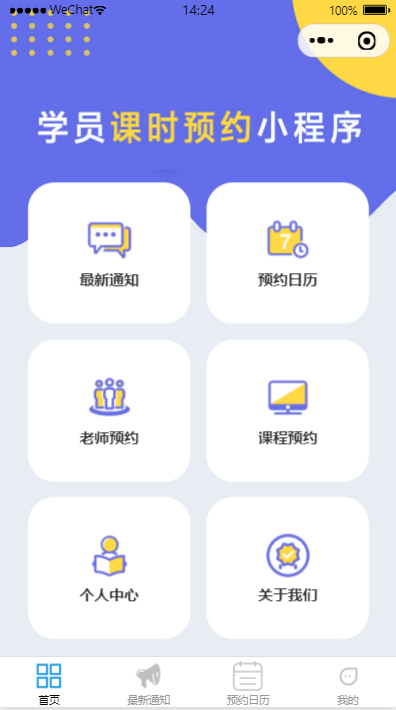 WeChat 14:24 100%
学员课时预约小程序
最新通知 预约日历
7
老师预约 课程预约
个人中心 关于我们
首页 最新通知 预约日历 我的